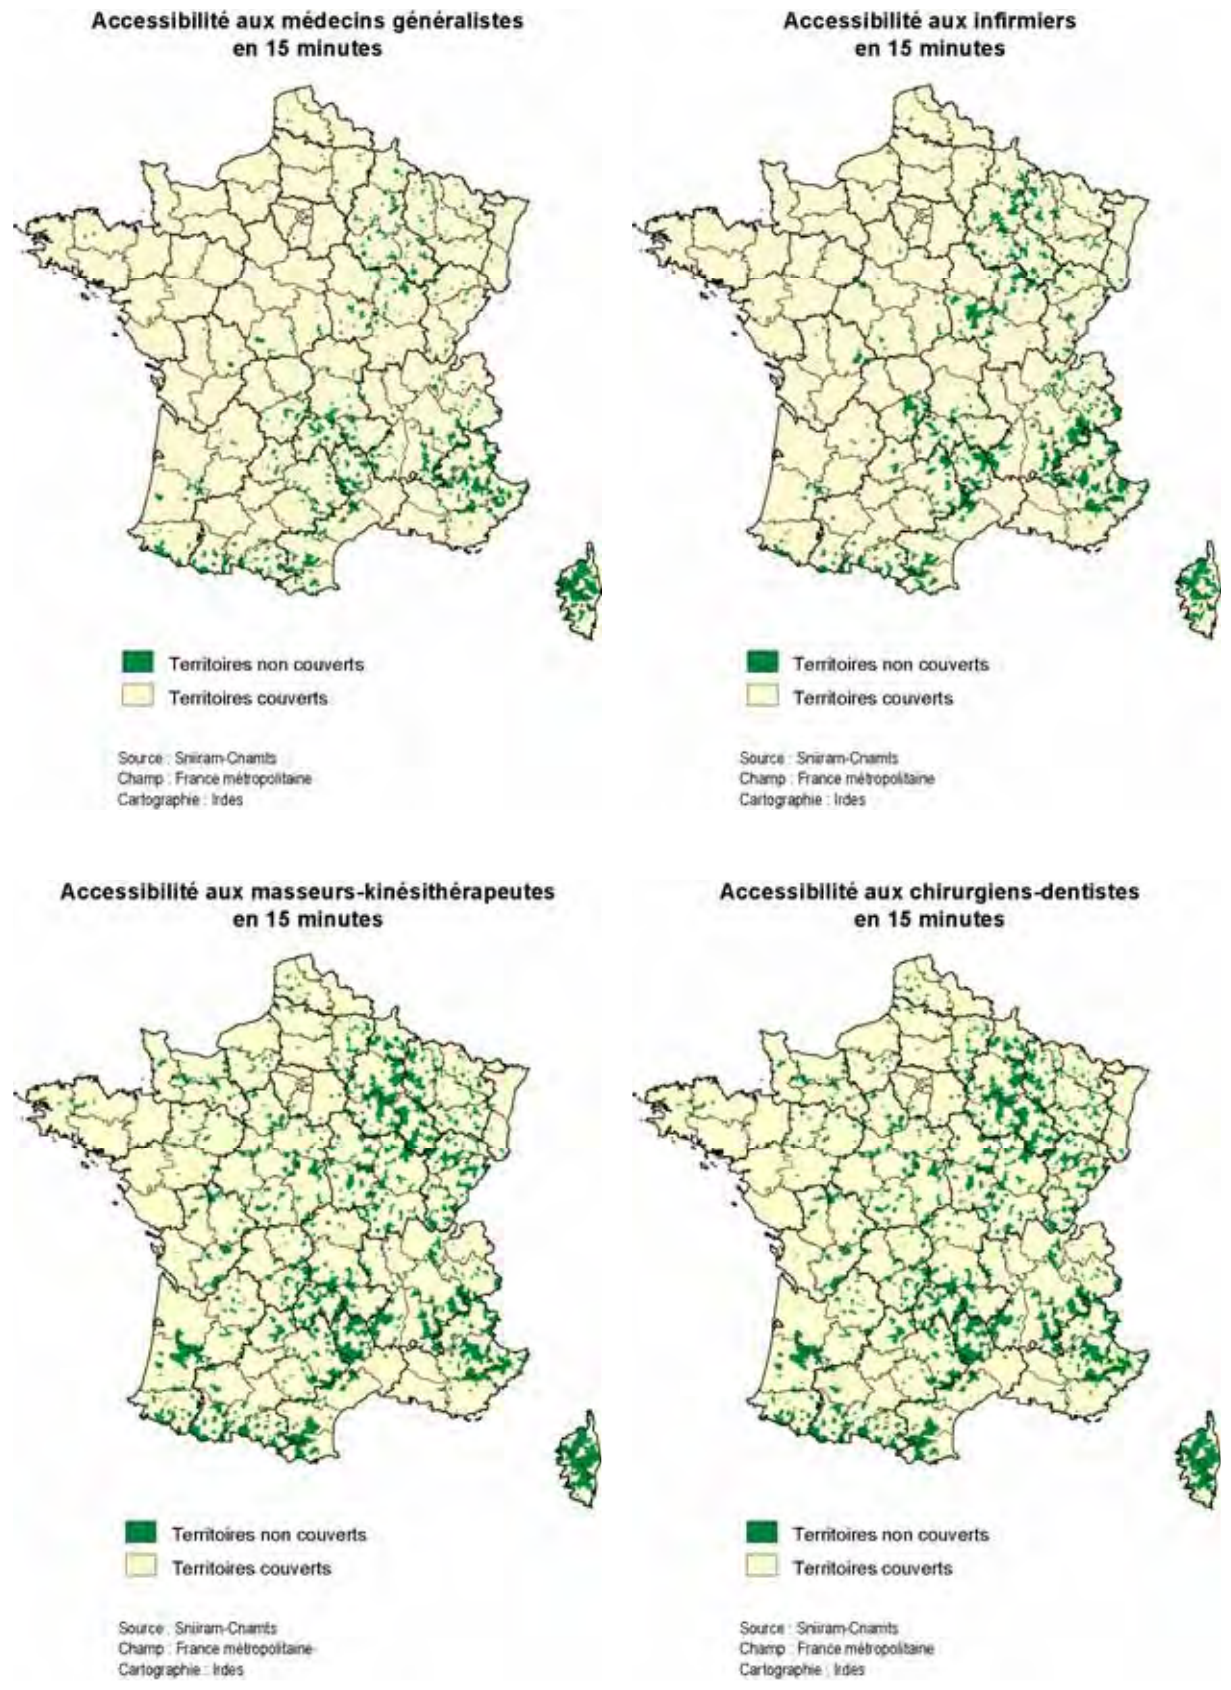 Accessibilité aux médecins généralistes
en 15 minutes
Accessibilité aux infirmiers
en 15 minutes
Territoires non couverts
Territoires couverts
Source : Sniiram-Cnamts
Champ : France métropolitaine
Cartographie : Irdes
Territoires non couverts
Territoires couverts
Source : Sniiram-Cnamts
Champ : France métropolitaine
Cartographie : Irdes
Accessibilité aux masseurs-kinésithérapeutes
en 15 minutes
Accessibilité aux chirurgiens-dentistes
en 15 minutes
Territoires non couverts
Territoires couverts
Source : Sniiram-Cnamts
Champ : France métropolitaine
Cartographie : Irdes
Territoires non couverts
Territoires couverts
Source : Sniiram-Cnamts
Champ : France métropolitaine
Cartographie : Irdes